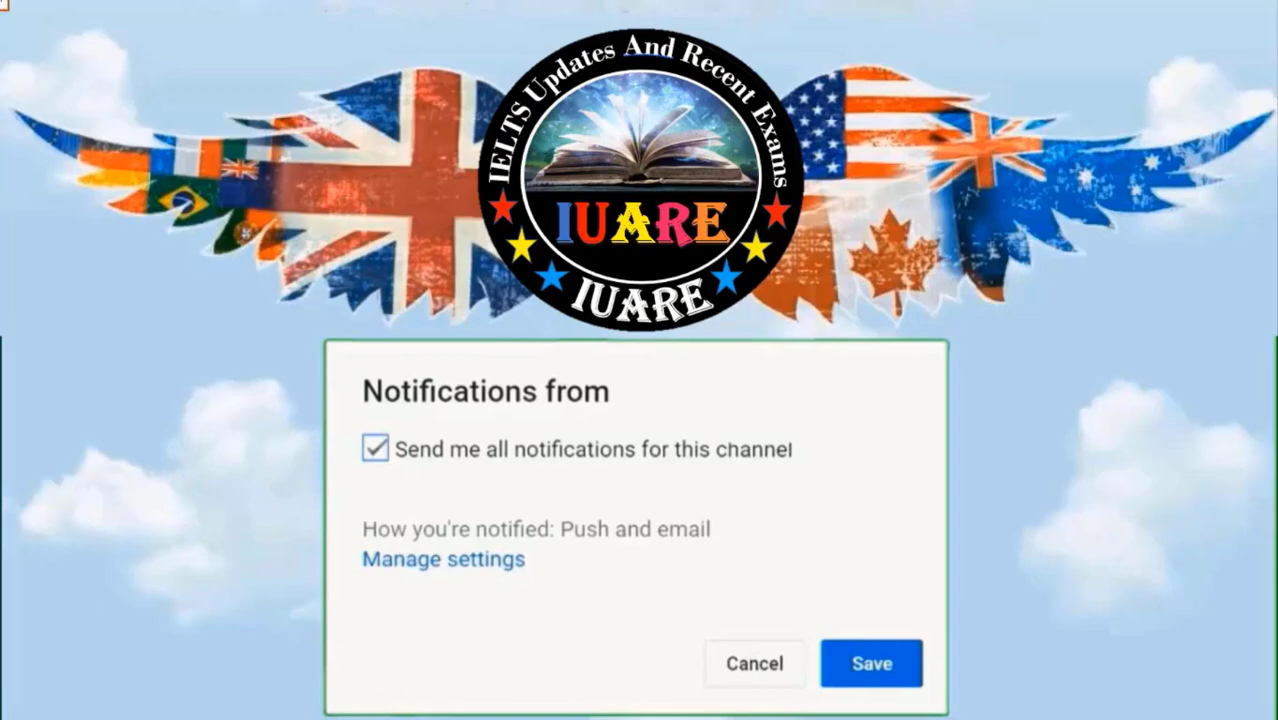 IELTS Updates And Recent Exams
IUARE
IUARE
Notifications from
Send me all notifications for this channel
How you're notified: Push and email
Manage settings
Cancel Save